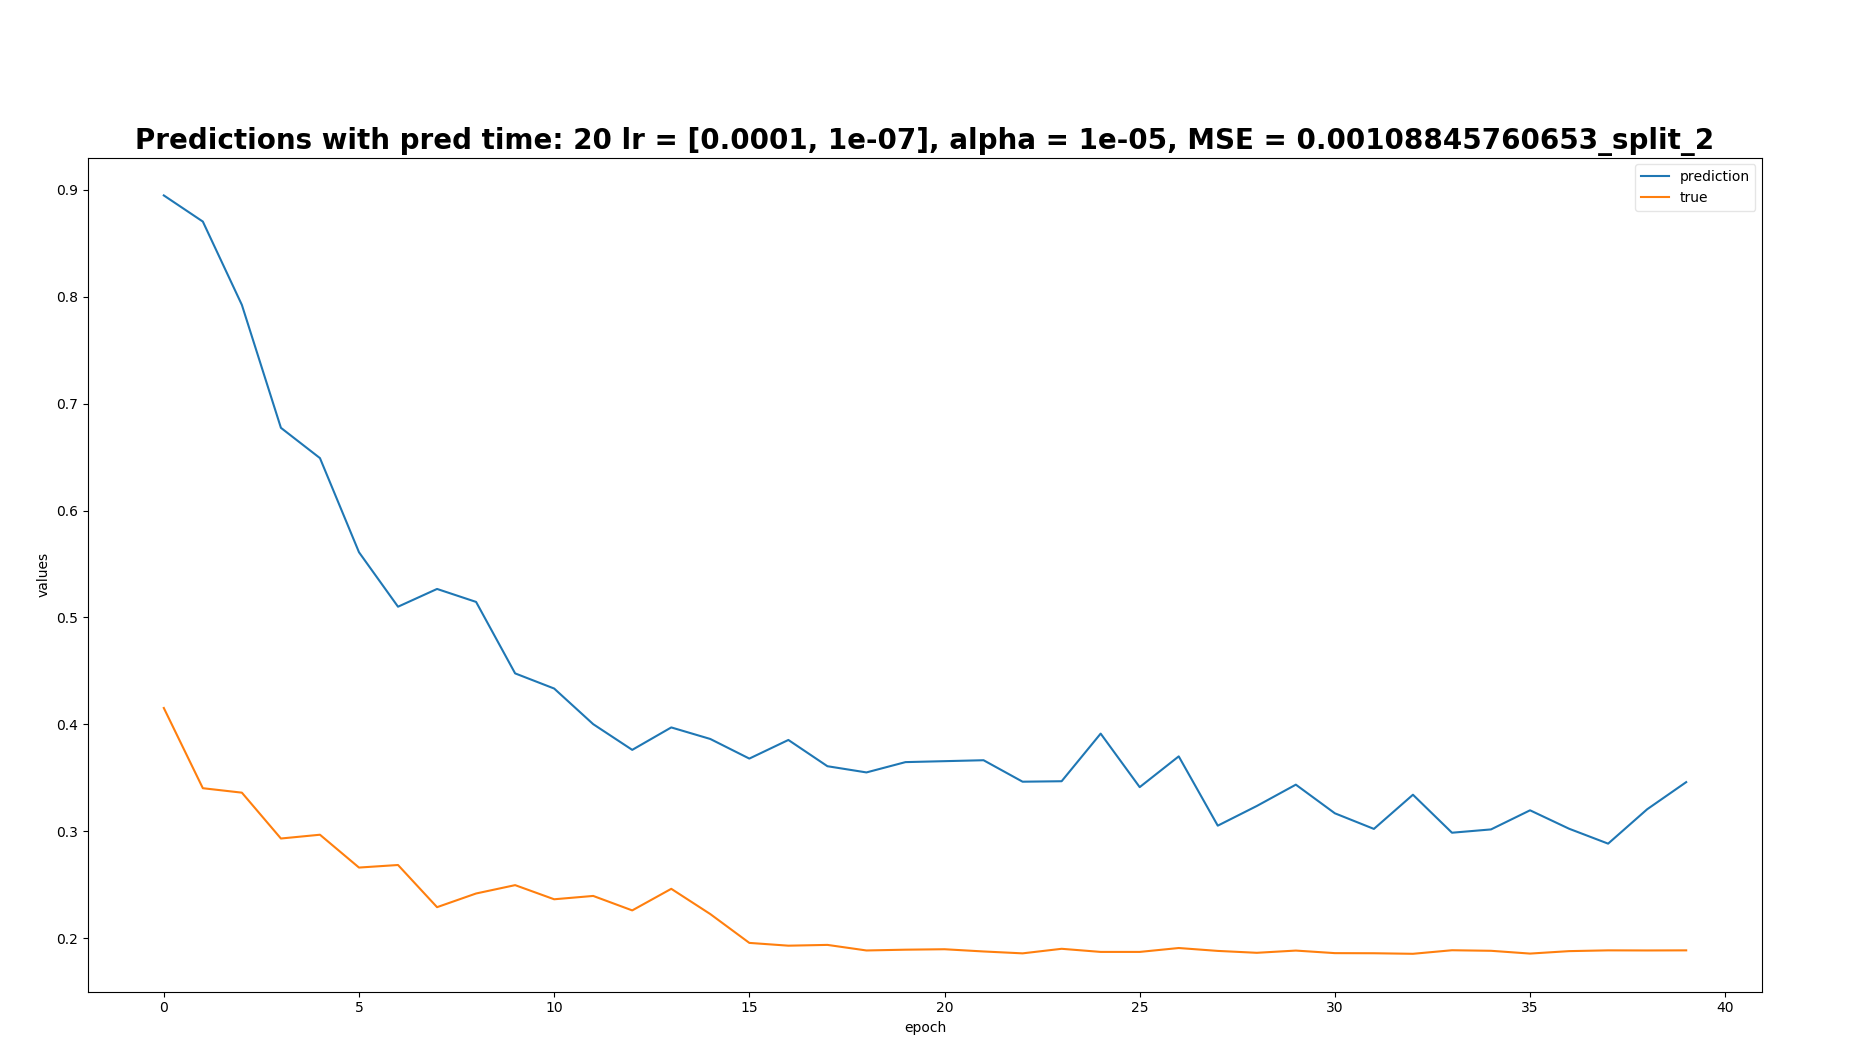 Predictions with pred time: 20 lr = [0.0001, 1e-07], alpha = 1e-05, MSE = 0.00108845760653_split_2
prediction
true
0.9
0.8
0.7
0.6
0.5
0.4
0.3
0.2
values
0 5 10 15 20 25 30 35 40
epoch